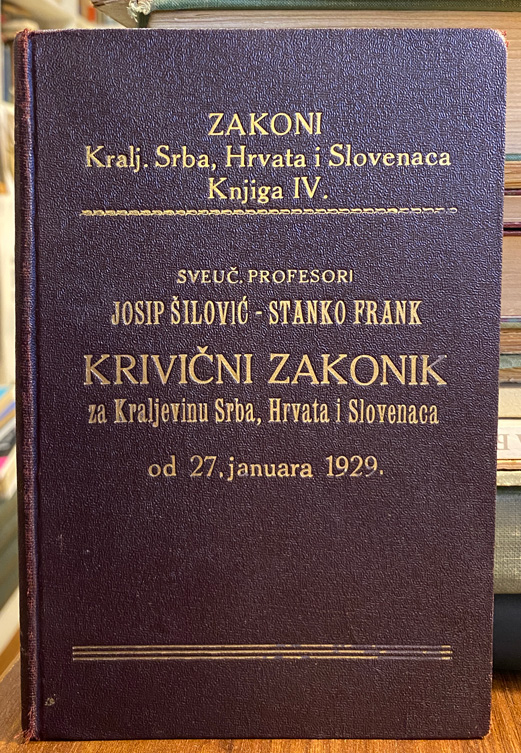 ZAKONI
Kralj. Srba, Hrvata i Slovenaca
Knjiga IV.
SVEUČ. PROFESORI
JOSIP ŠILOVIĆ - STANKO FRANK
KRIVIČNI ZAKONIK
za Kraljevinu Srba, Hrvata i Slovenaca
od 27. januara 1929.